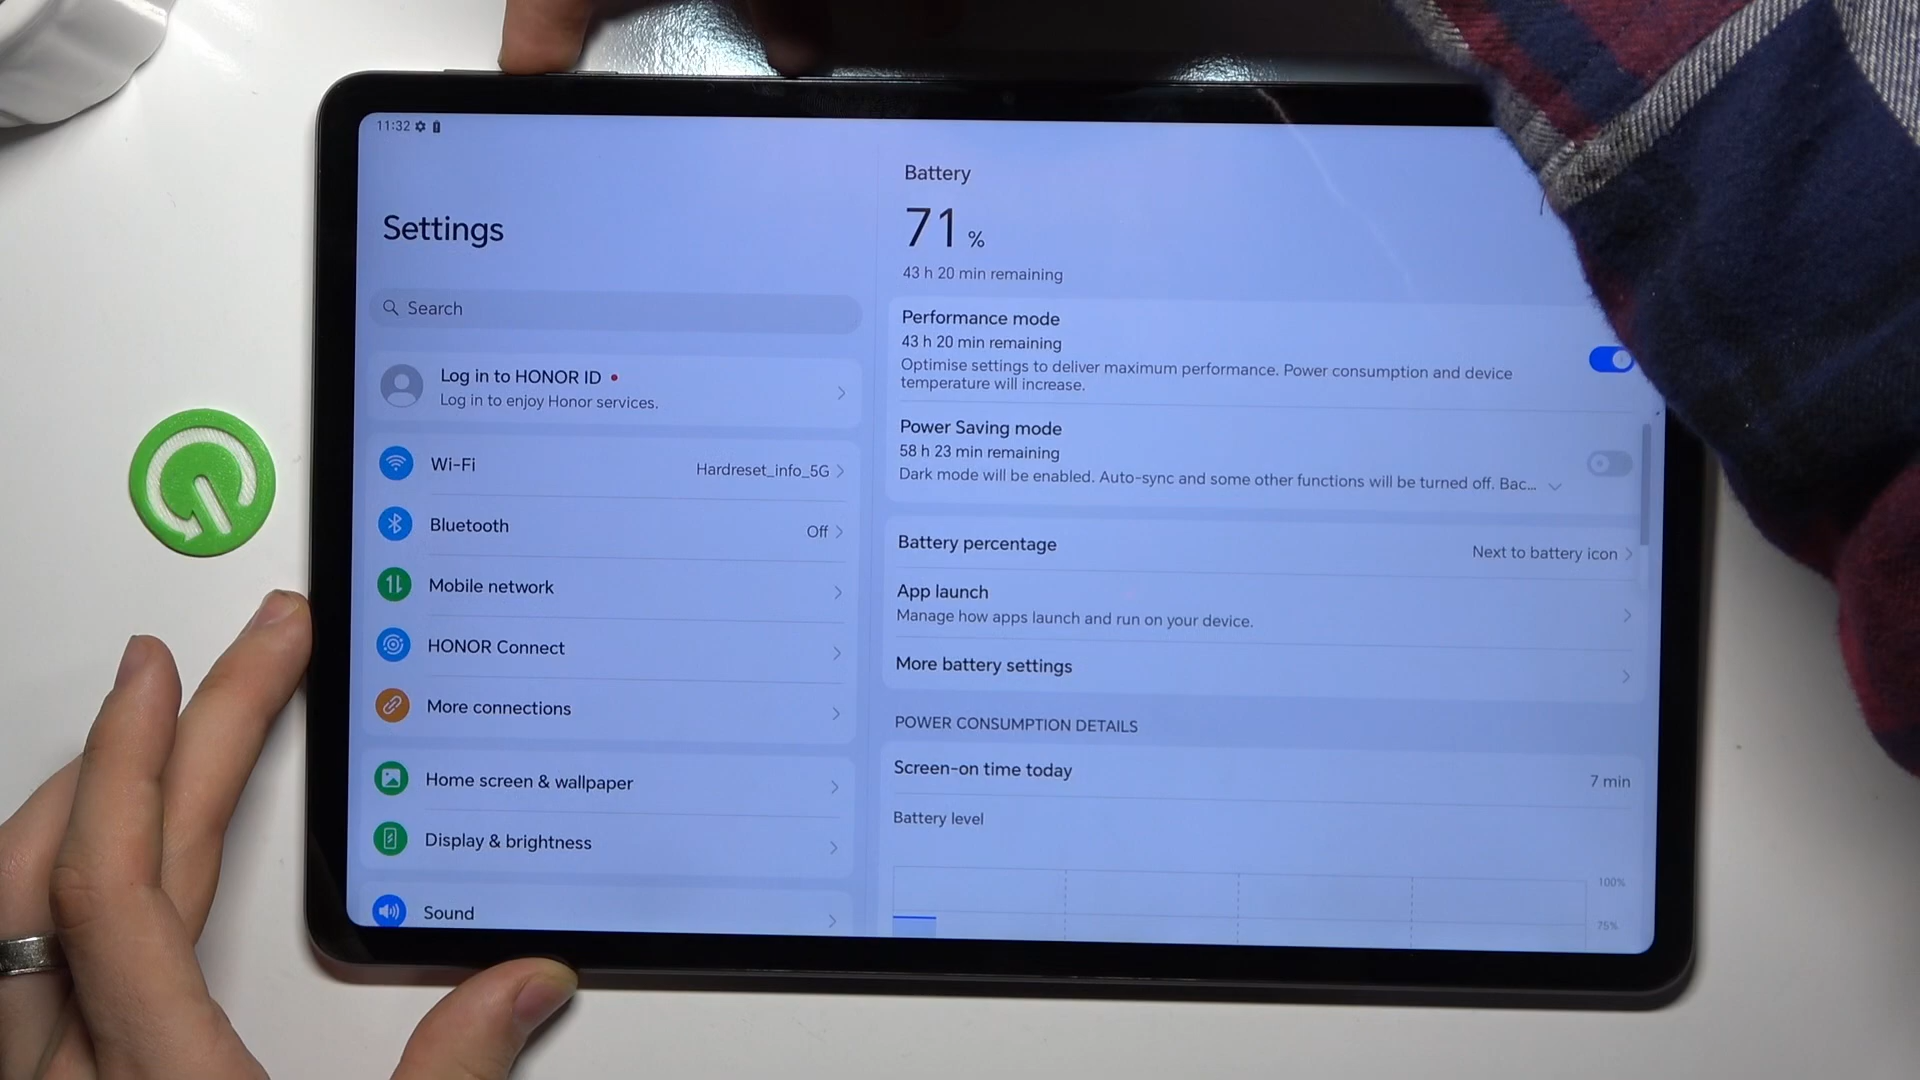 11:32
Settings
Search
Log in to HONOR ID
Log in to enjoy Honor services.
Wi-Fi
Hardreset_info_5G
Bluetooth
Off
Mobile network
HONOR Connect
More connections
Home screen & wallpaper
Display & brightness
Sound
Battery
71 %
43 h 20 min remaining
Performance mode
43 h 20 min remaining
Optimise settings to deliver maximum performance. Power consumption and device
temperature will increase.
Power Saving mode
58 h 23 min remaining
Dark mode will be enabled. Auto-sync and some other functions will be turned off. Bac...
Battery percentage
Next to battery icon
App launch
Manage how apps launch and run on your device.
More battery settings
POWER CONSUMPTION DETAILS
Screen-on time today
7 min
Battery level
100%
75%